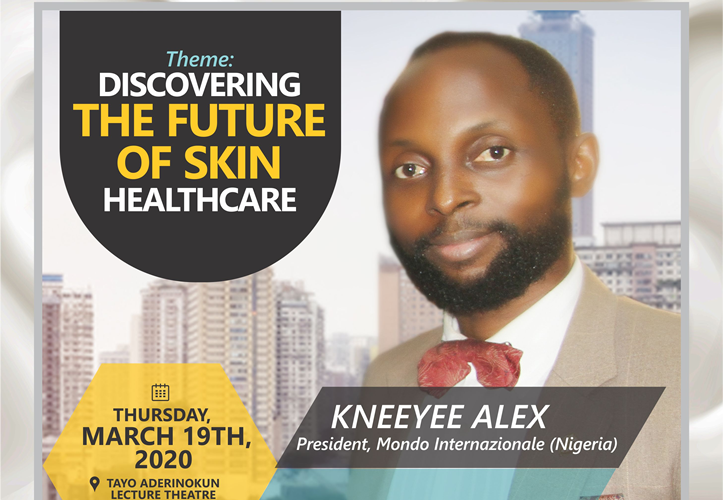 Theme:
DISCOVERING
THE FUTURE
OF SKIN
HEALTHCARE
THURSDAY,
MARCH 19TH,
2020
TAYO ADERINOKUN
LECTURE THEATRE
KNEEYEE ALEX
President, Mondo Internazionale (Nigeria)